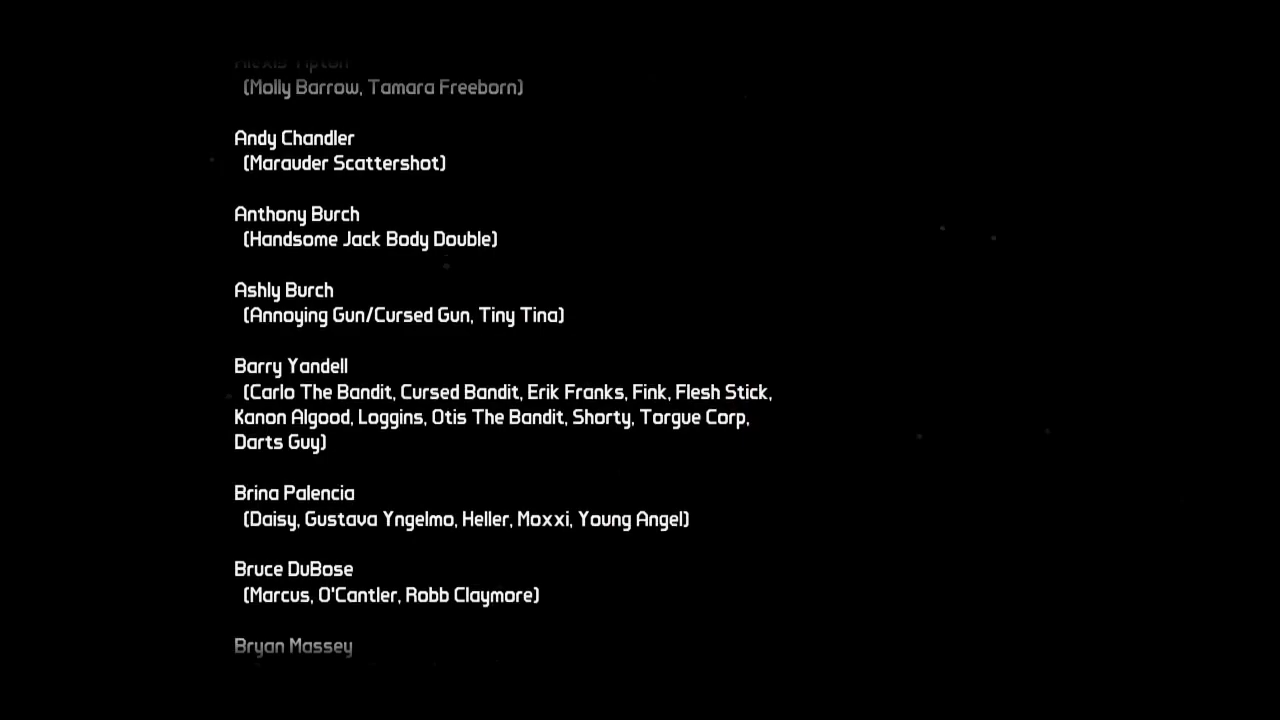 Alexis Tipton
(Molly Barrow, Tamara Freeborn)
Andy Chandler
(Marauder Scattershot)
Anthony Burch
(Handsome Jack Body Double)
Ashly Burch
(Annoying Gun/Cursed Gun, Tiny Tina)
Barry Yandell
(Carlo The Bandit, Cursed Bandit, Erik Franks, Fink, Flesh Stick,
Kanon Algood, Loggins, Otis The Bandit, Shorty, Torgue Corp,
Darts Guy)
Brina Palencia
(Daisy, Gustava Yngelmo, Heller, Moxxi, Young Angel)
Bruce DuBose
(Marcus, O'Cantler, Robb Claymore)
Bryan Massey